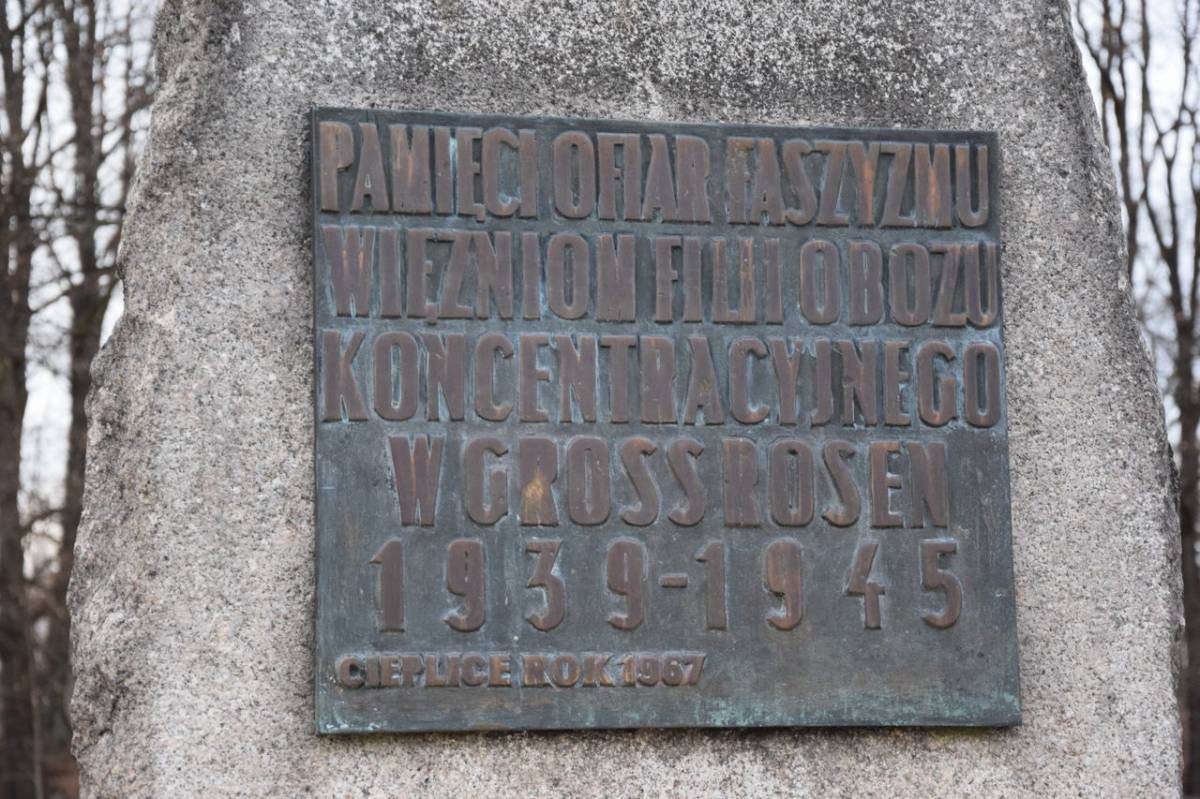 PAMIĘCI OFIAR FASZYZMU
WIĘŹNIOM FILII OBOZU
KONCENTRACYJNEGO
W GROSS ROSEN
1939-1945
CIEPLICE ROK 1967